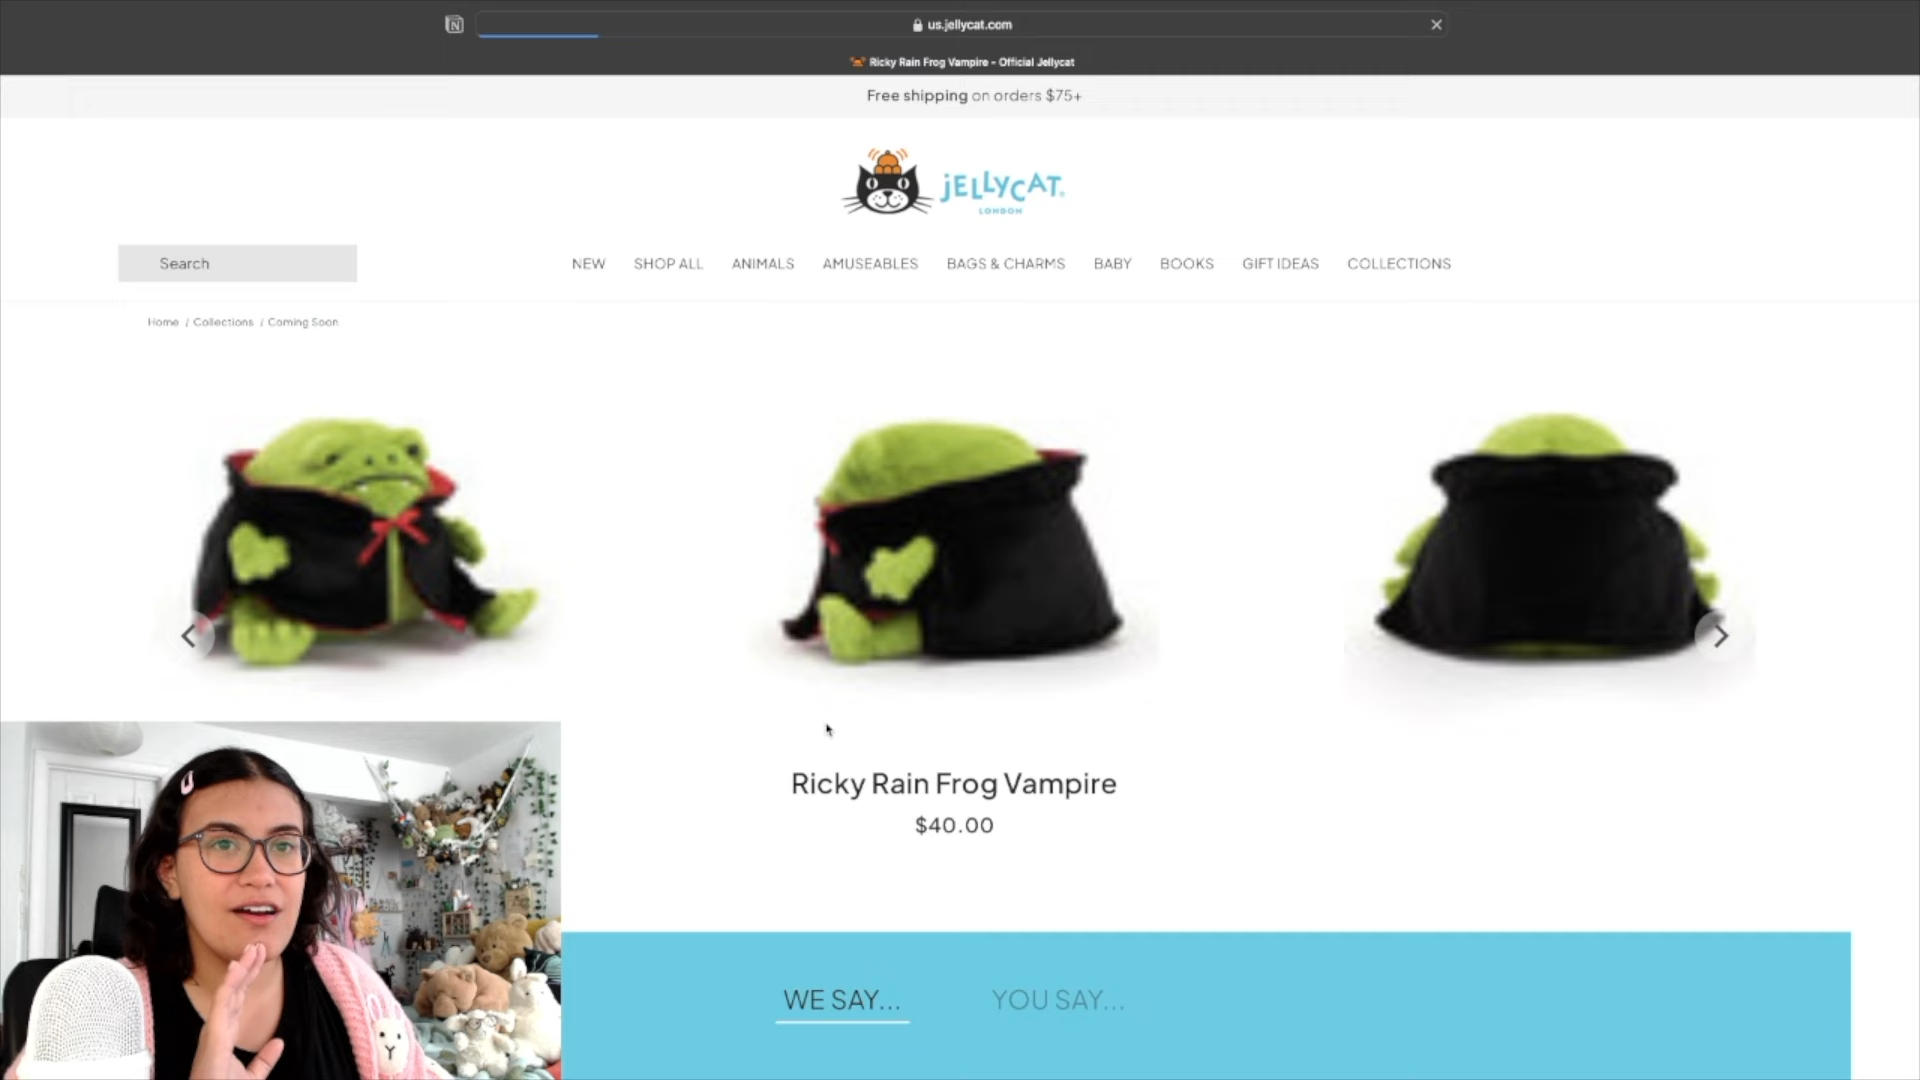 us.jellycat.com
Ricky Rain Frog Vampire - Official Jellycat
Free shipping on orders $75+
JELLYCAT
LONDON
Search
NEW
SHOP ALL
ANIMALS
AMUSEABLES
BAGS & CHARMS
BABY
BOOKS
GIFT IDEAS
COLLECTIONS
Home / Collections / Coming Soon
Ricky Rain Frog Vampire
$40.00
WE SAY...
YOU SAY...